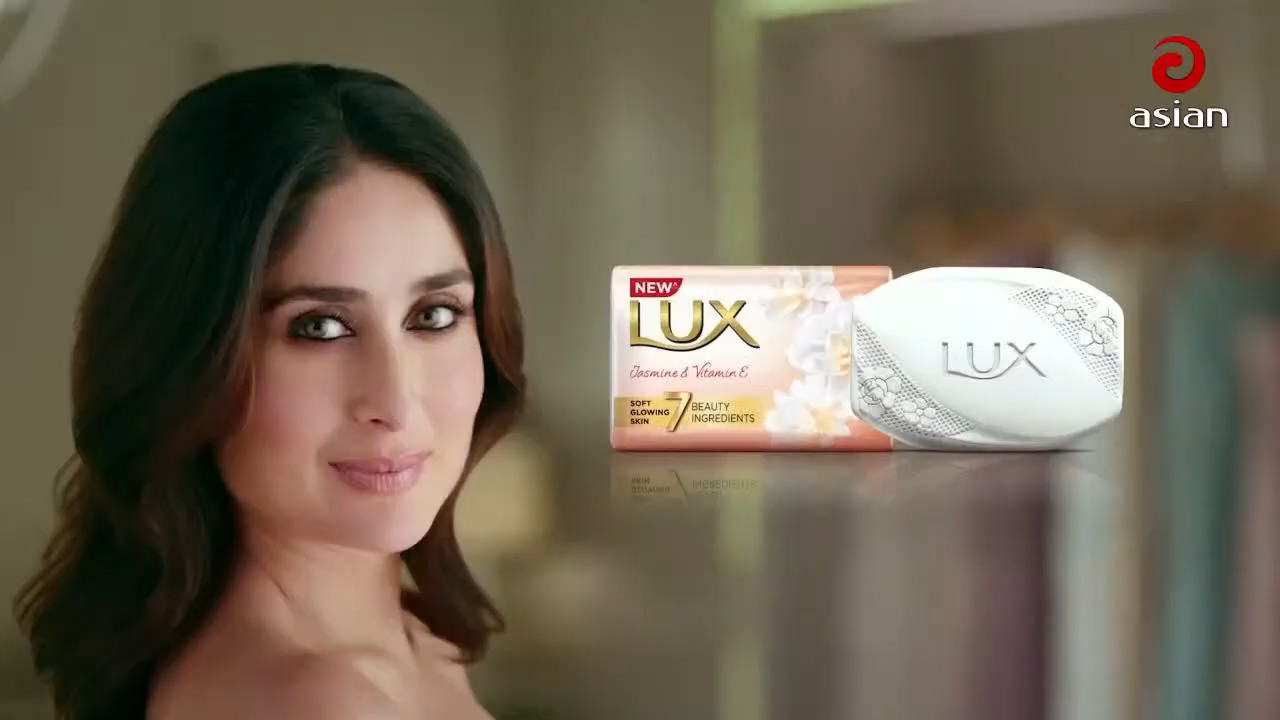 asian
NEW^
LUX
Jasmine & Vitamin E
SOFT
GLOWING
SKIN
7
BEAUTY
INGREDIENTS
LUX